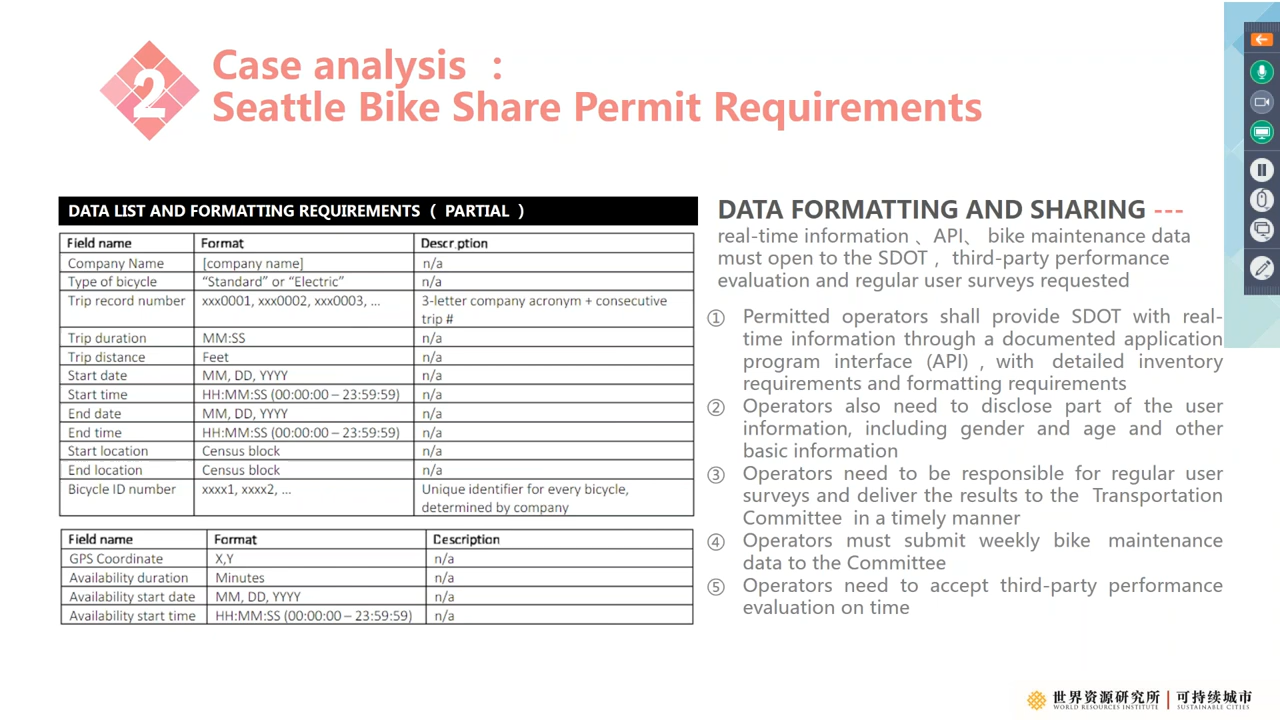 2
Case analysis ：
Seattle Bike Share Permit Requirements
DATA LIST AND FORMATTING REQUIREMENTS （ PARTIAL ）
Field name Format Description
Company Name [company name] n/a
Type of bicycle “Standard” or “Electric” n/a
Trip record number xxx0001, xxx0002, xxx0003, ... 3-letter company acronym + consecutive
trip #
Trip duration MM:SS n/a
Trip distance Feet n/a
Start date MM, DD, YYYY n/a
Start time HH:MM:SS (00:00:00 – 23:59:59) n/a
End date MM, DD, YYYY n/a
End time HH:MM:SS (00:00:00 – 23:59:59) n/a
Start location Census block n/a
End location Census block n/a
Bicycle ID number xxxx1, xxxx2, ... Unique identifier for every bicycle,
determined by company
Field name Format Description
GPS Coordinate X,Y n/a
Availability duration Minutes n/a
Availability start date MM, DD, YYYY n/a
Availability start time HH:MM:SS (00:00:00 – 23:59:59) n/a
DATA FORMATTING AND SHARING ---
real-time information 、API、 bike maintenance data
must open to the SDOT ，third-party performance
evaluation and regular user surveys requested
① Permitted operators shall provide SDOT with real-
time information through a documented application
program interface (API) , with detailed inventory
requirements and formatting requirements
② Operators also need to disclose part of the user
information, including gender and age and other
basic information
③ Operators need to be responsible for regular user
surveys and deliver the results to the Transportation
Committee in a timely manner
④ Operators must submit weekly bike maintenance
data to the Committee
⑤ Operators need to accept third-party performance
evaluation on time
世界资源研究所 | 可持续城市
WORLD RESOURCES INSTITUTE SUSTAINABLE CITIES